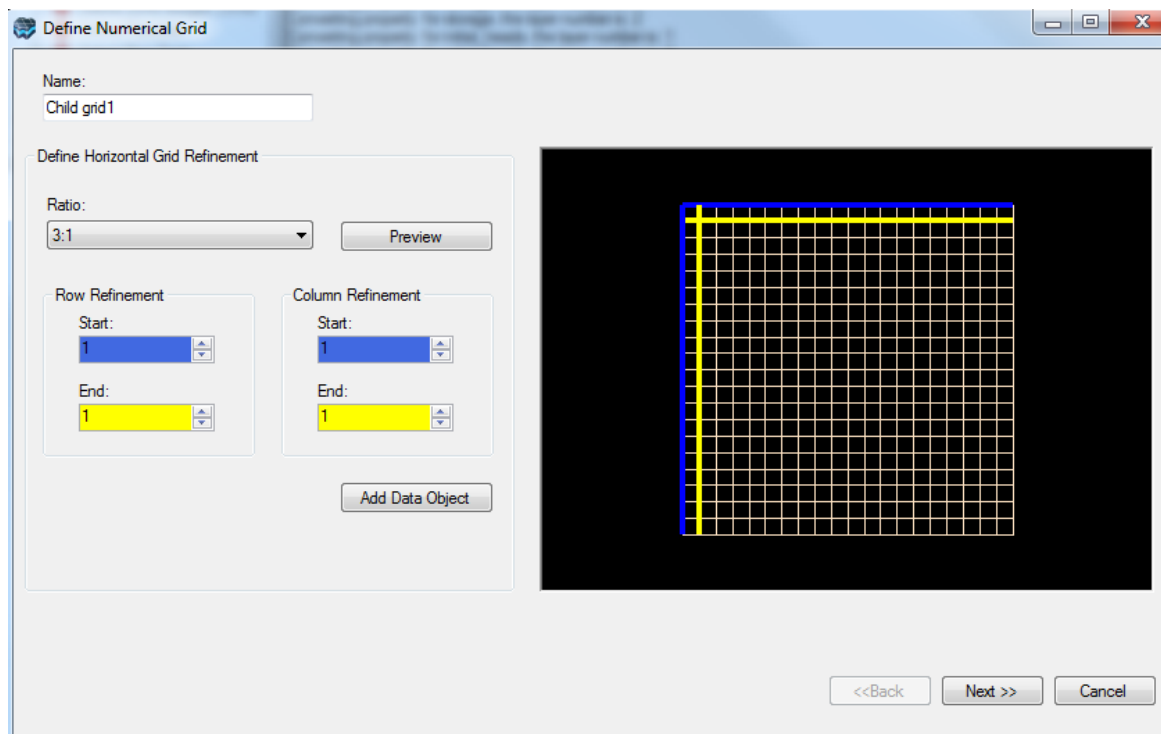 Define Numerical Grid
Name:
Child grid1
Define Horizontal Grid Refinement
Ratio:
3:1
Preview
Row Refinement
Column Refinement
Start:
Start:
1
1
End:
End:
1
1
Add Data Object
<<Back
Next >>
Cancel